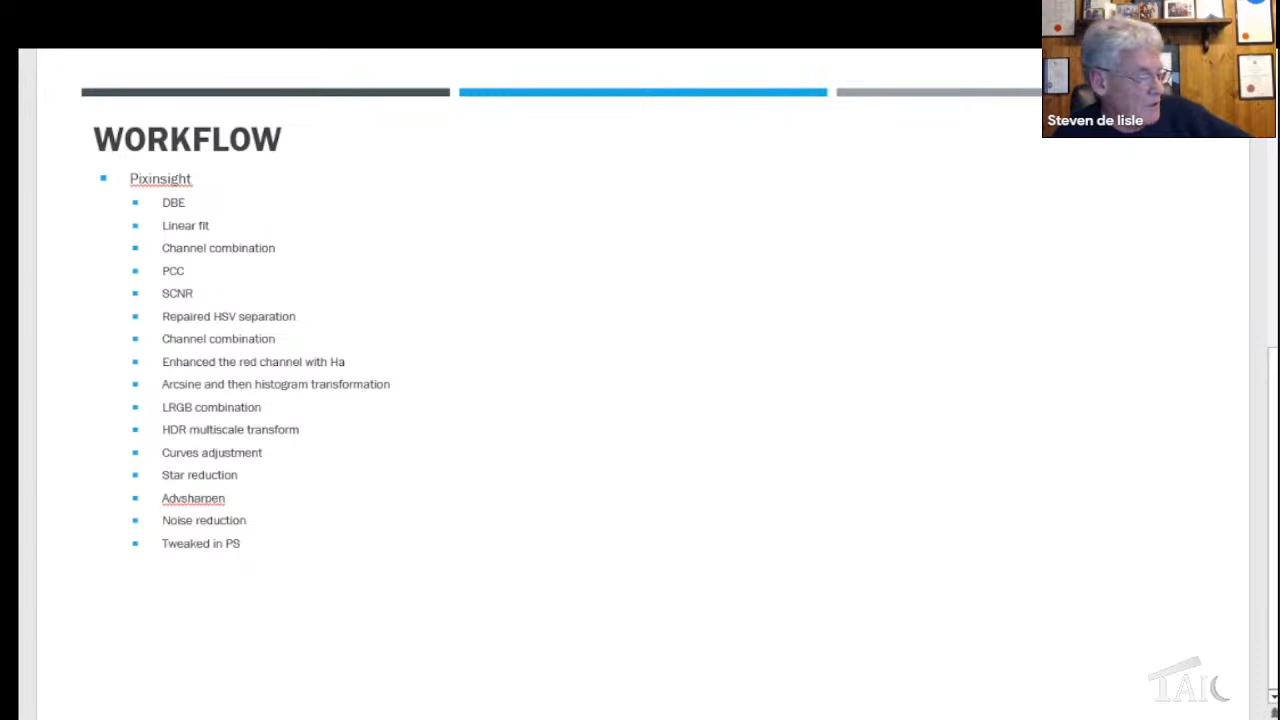 Steven de lisle
WORKFLOW
Pixinsight
DBE
Linear fit
Channel combination
PCC
SCNR
Repaired HSV separation
Channel combination
Enhanced the red channel with Ha
Arcsine and then histogram transformation
LRGB combination
HDR multiscale transform
Curves adjustment
Star reduction
Advsharpen
Noise reduction
Tweaked in PS
TAIC